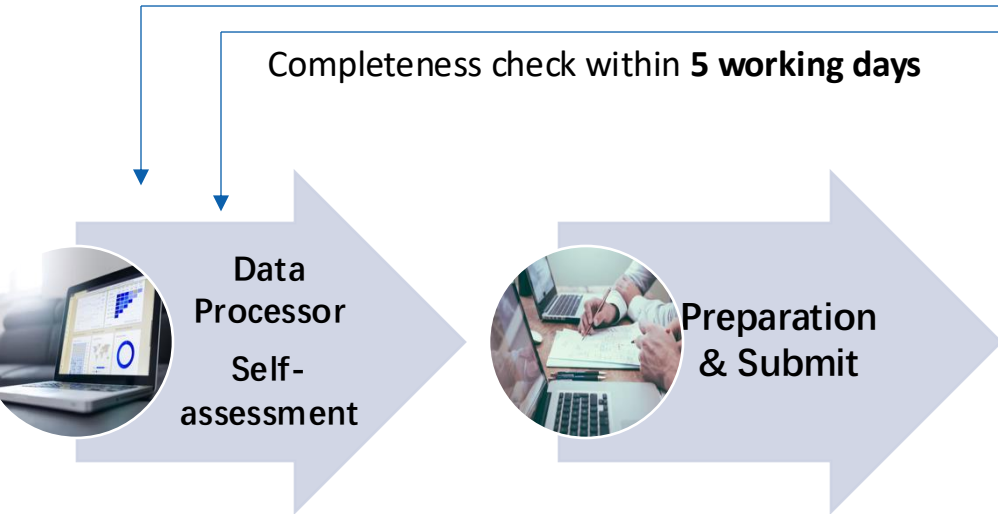 Completeness check within 5 working days
Data
Processor
Self-
assessment
Preparation
& Submit